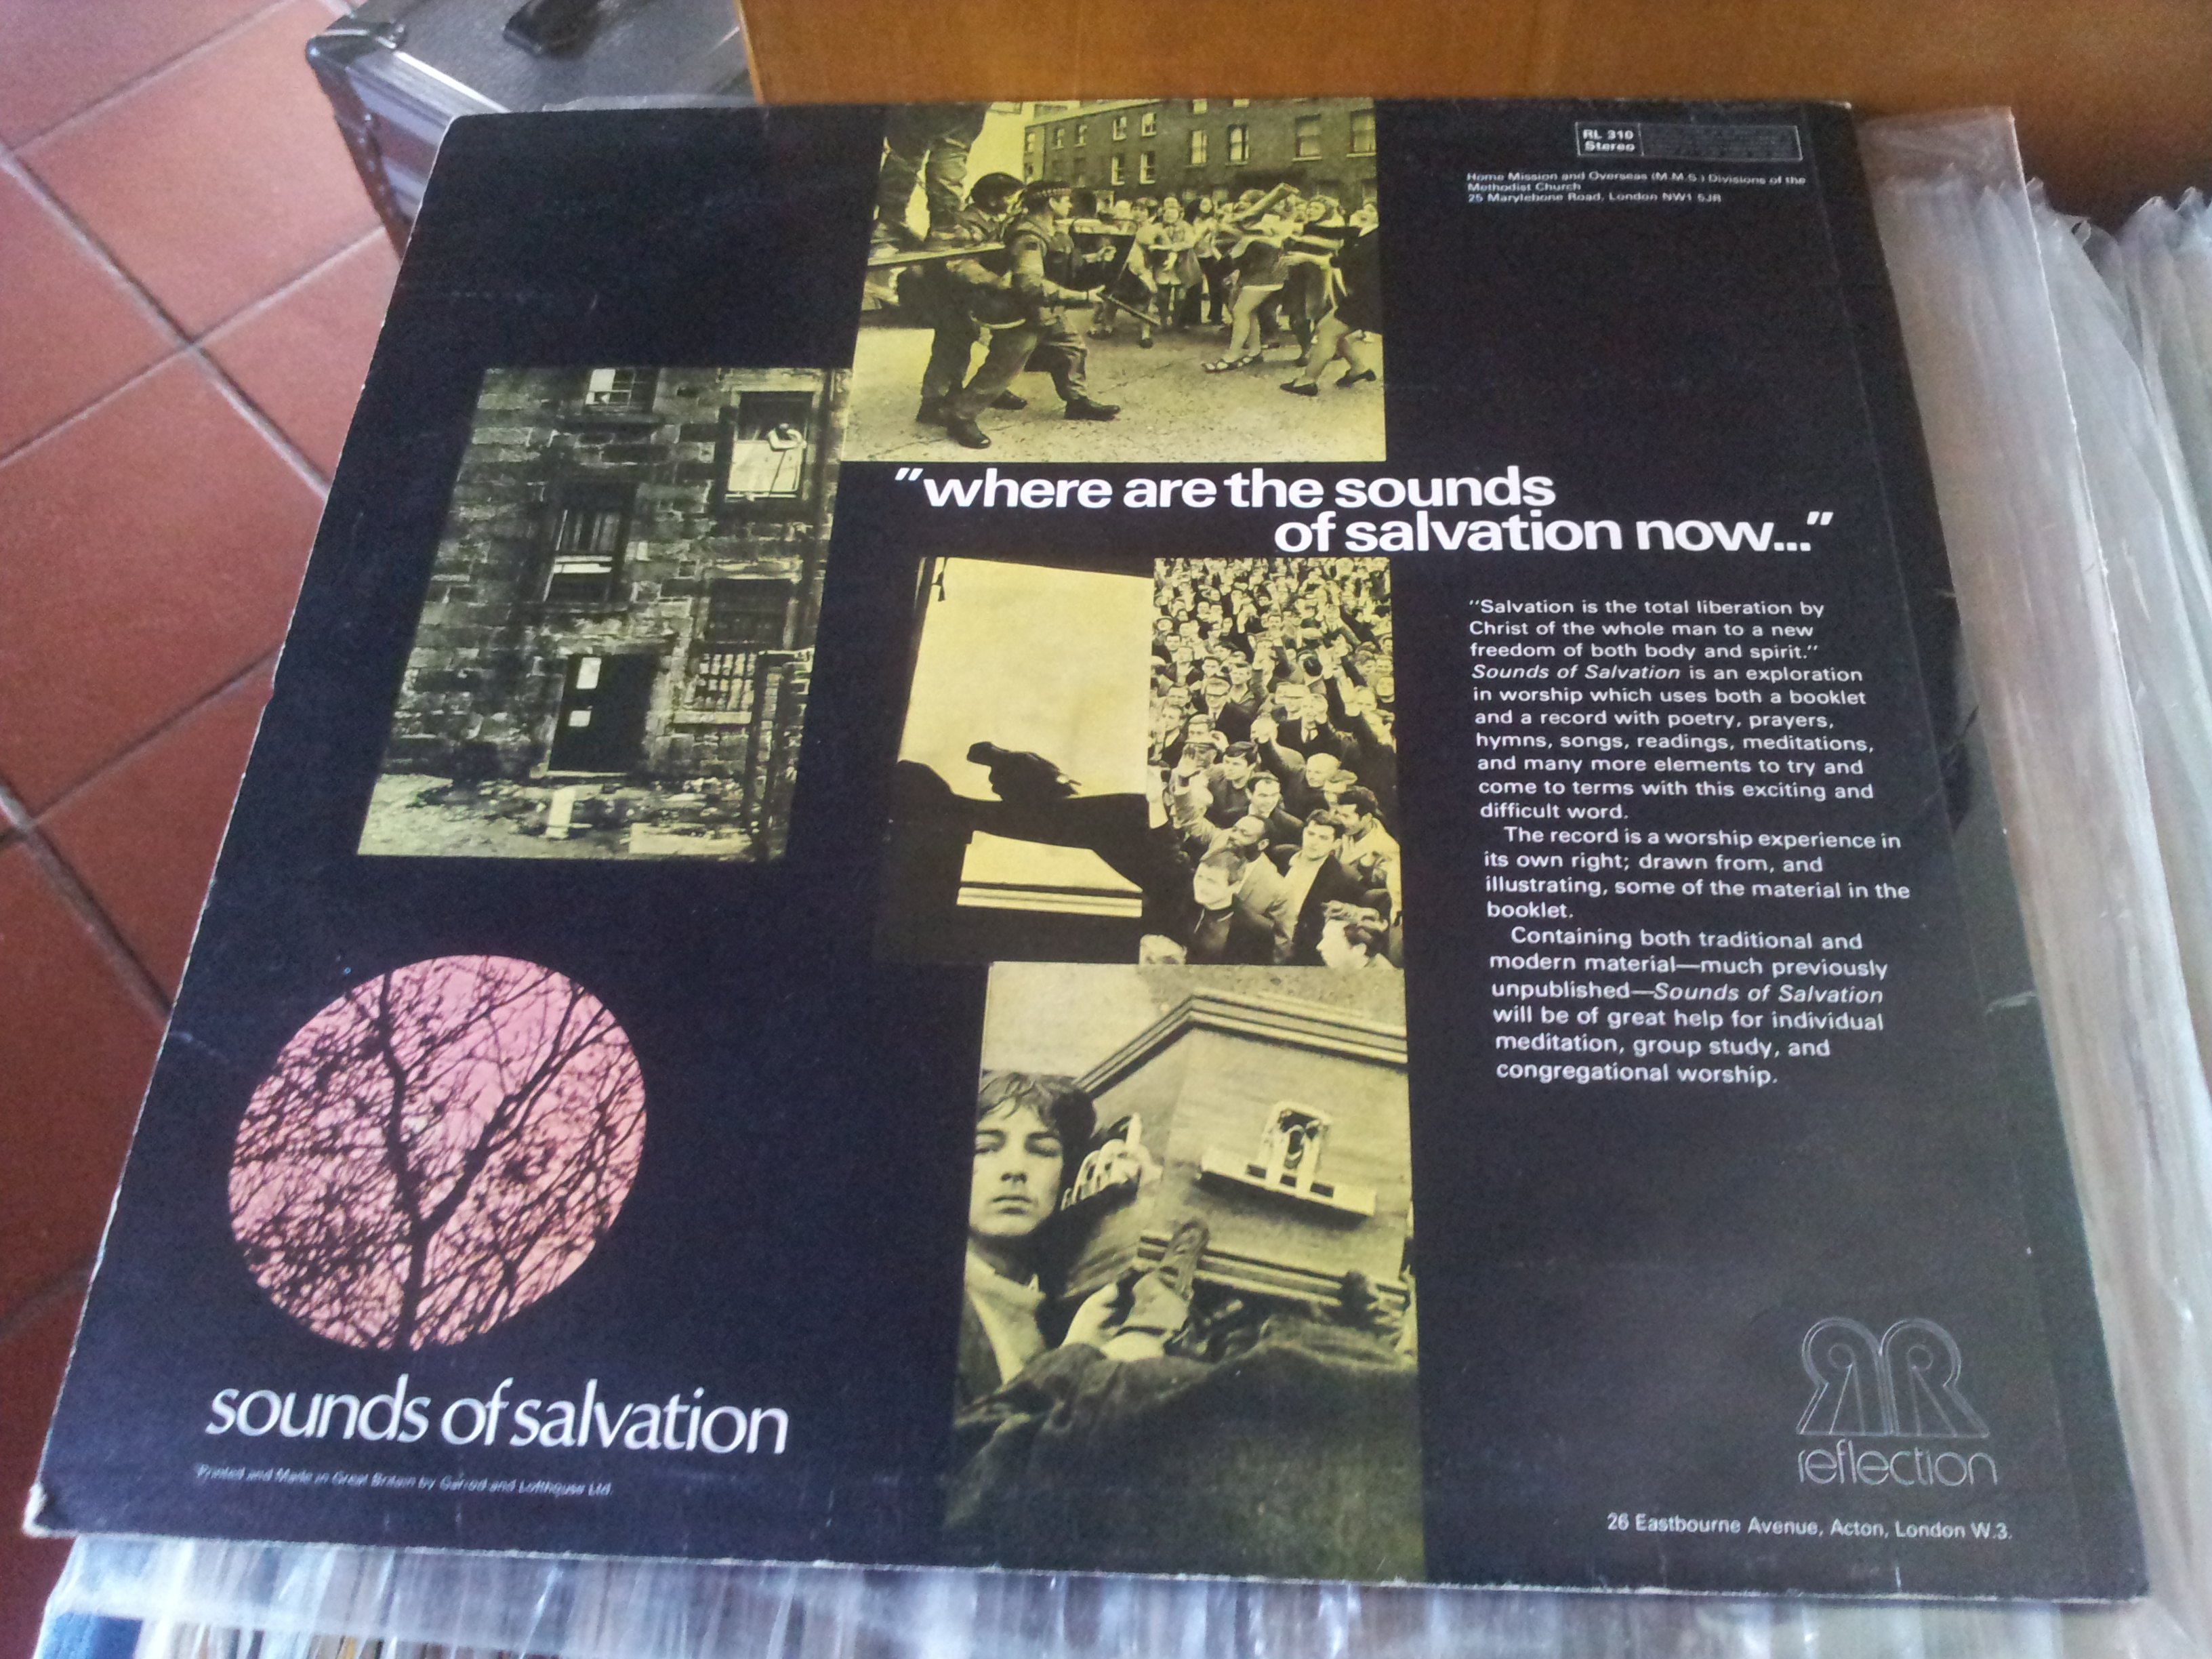 RL 310
Stereo
Home Mission and Overseas (M.M.S.) Divisions of the
Methodist Church
25 Marylebone Road, London NW1 5JR
"where are the sounds
of salvation now..."
"Salvation is the total liberation by
Christ of the whole man to a new
freedom of both body and spirit."
Sounds of Salvation is an exploration
in worship which uses both a booklet
and a record with poetry, prayers,
hymns, songs, readings, meditations,
and many more elements to try and
come to terms with this exciting and
difficult word.
The record is a worship experience in
its own right; drawn from, and
illustrating, some of the material in the
booklet.
Containing both traditional and
modern material—much previously
unpublished—Sounds of Salvation
will be of great help for individual
meditation, group study, and
congregational worship.
sounds of salvation
Printed and Made in Great Britain by Garrod and Lofthouse Ltd.
reflection
26 Eastbourne Avenue, Acton, London W.3.